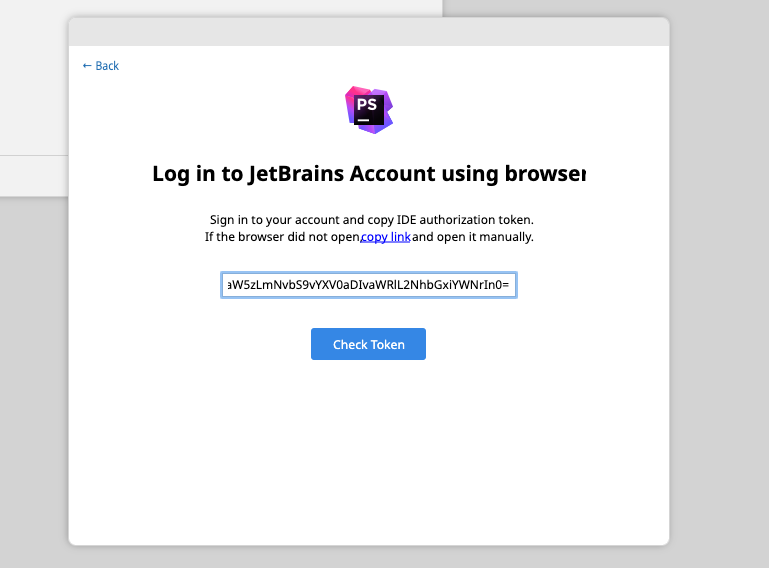 ← Back
PS
Log in to JetBrains Account using browser
Sign in to your account and copy IDE authorization token.
If the browser did not open, copy link and open it manually.
aW5zLmNvbS9vYXV0aDIvaWRlL2NhbGxiYWNrIn0=
Check Token